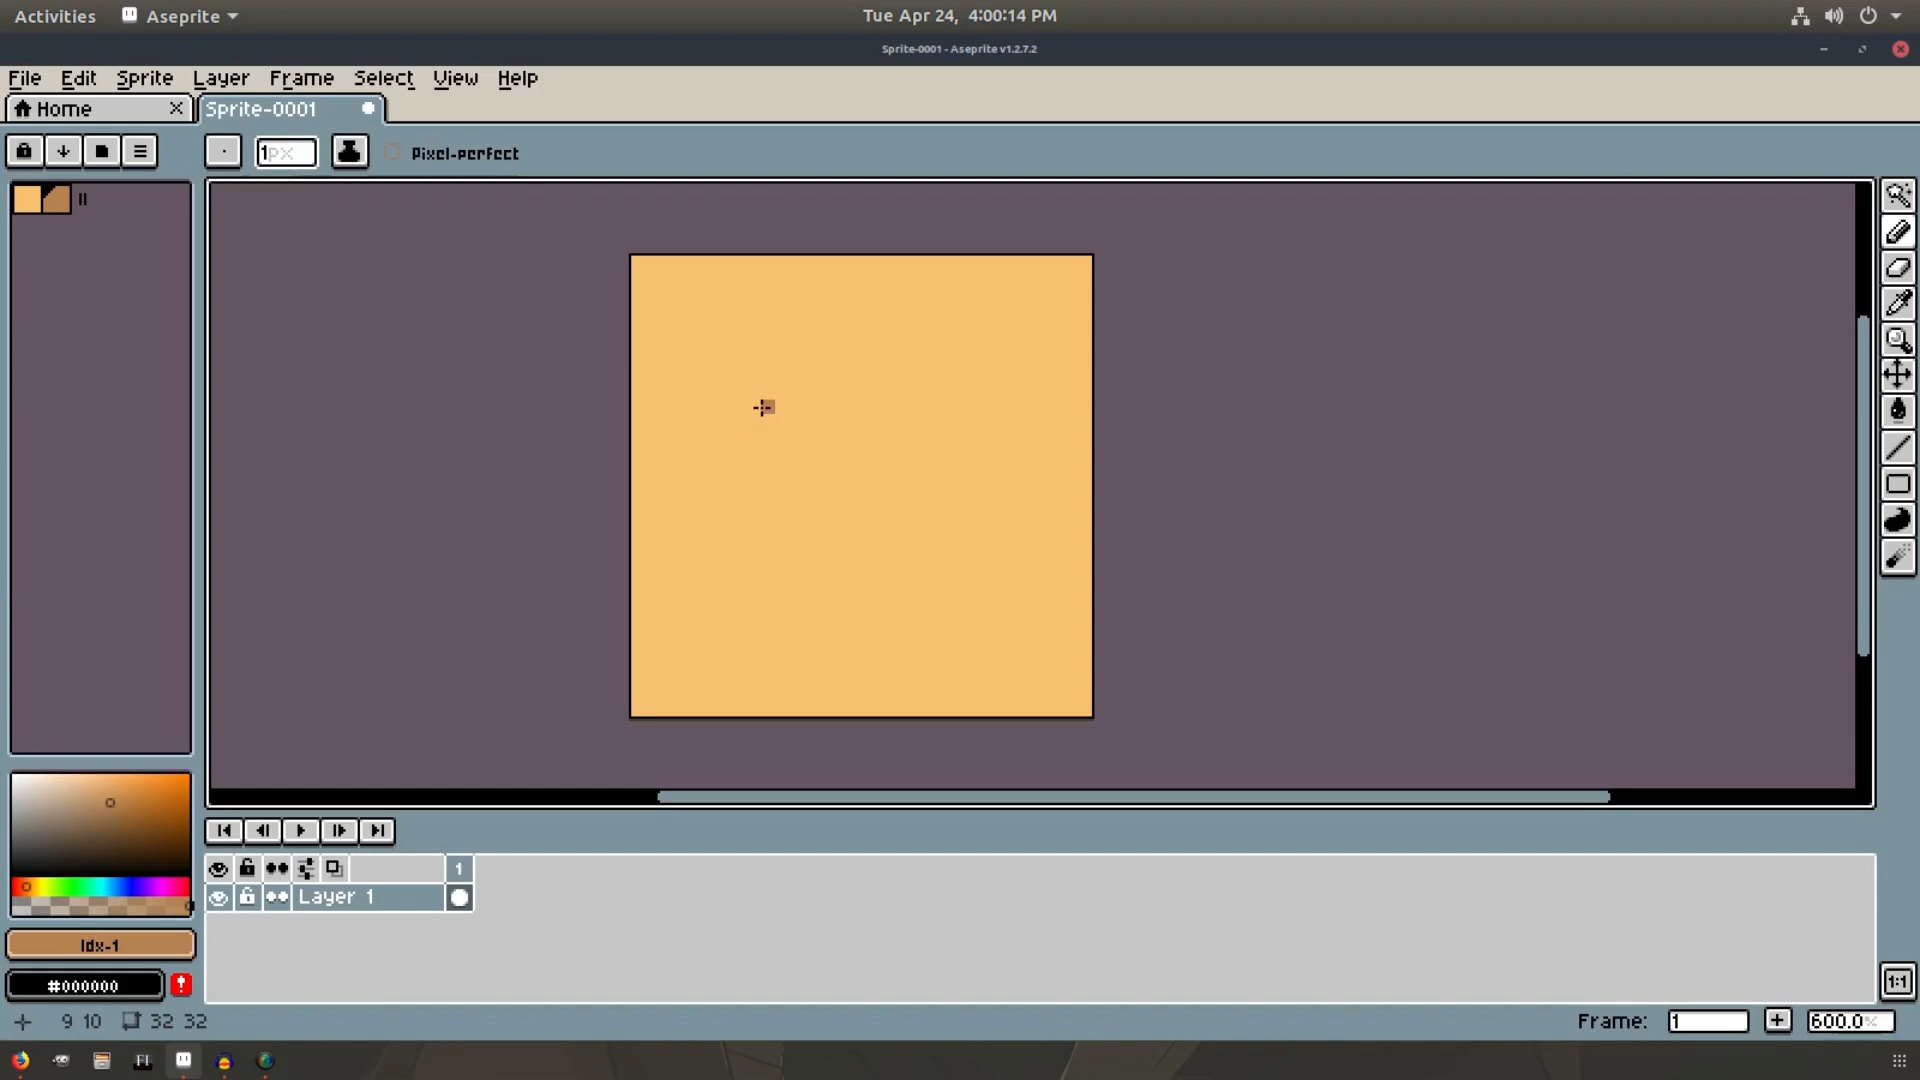 Activities Aseprite Tue Apr 24, 4:00:14 PM
Sprite-0001 - Aseprite v1.2.7.2
File Edit Sprite Layer Frame Select View Help
Home Sprite-0001
1px Pixel-perfect
1
Layer 1
Idx-1
#000000
1:1
9 10 32 32 Frame: 1 + 600.0%
FI